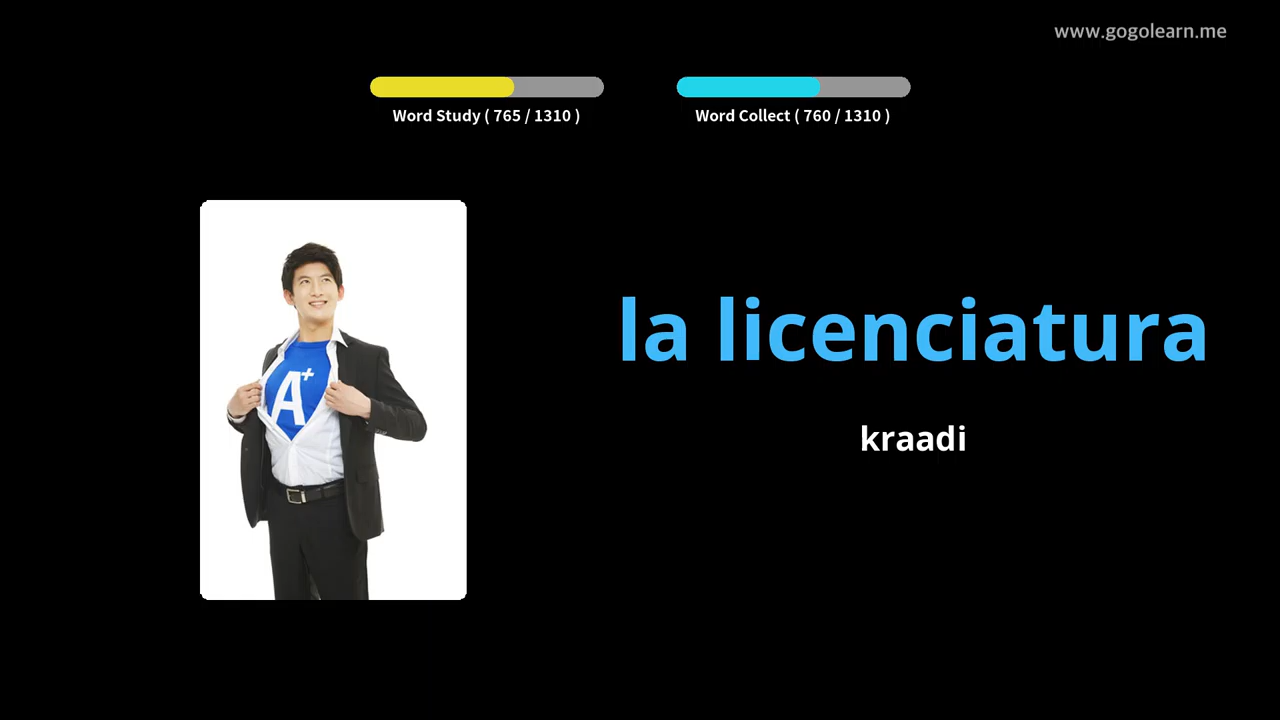 www.gogolearn.me
Word Study ( 765 / 1310 )
Word Collect ( 760 / 1310 )
A+
la licenciatura
kraadi